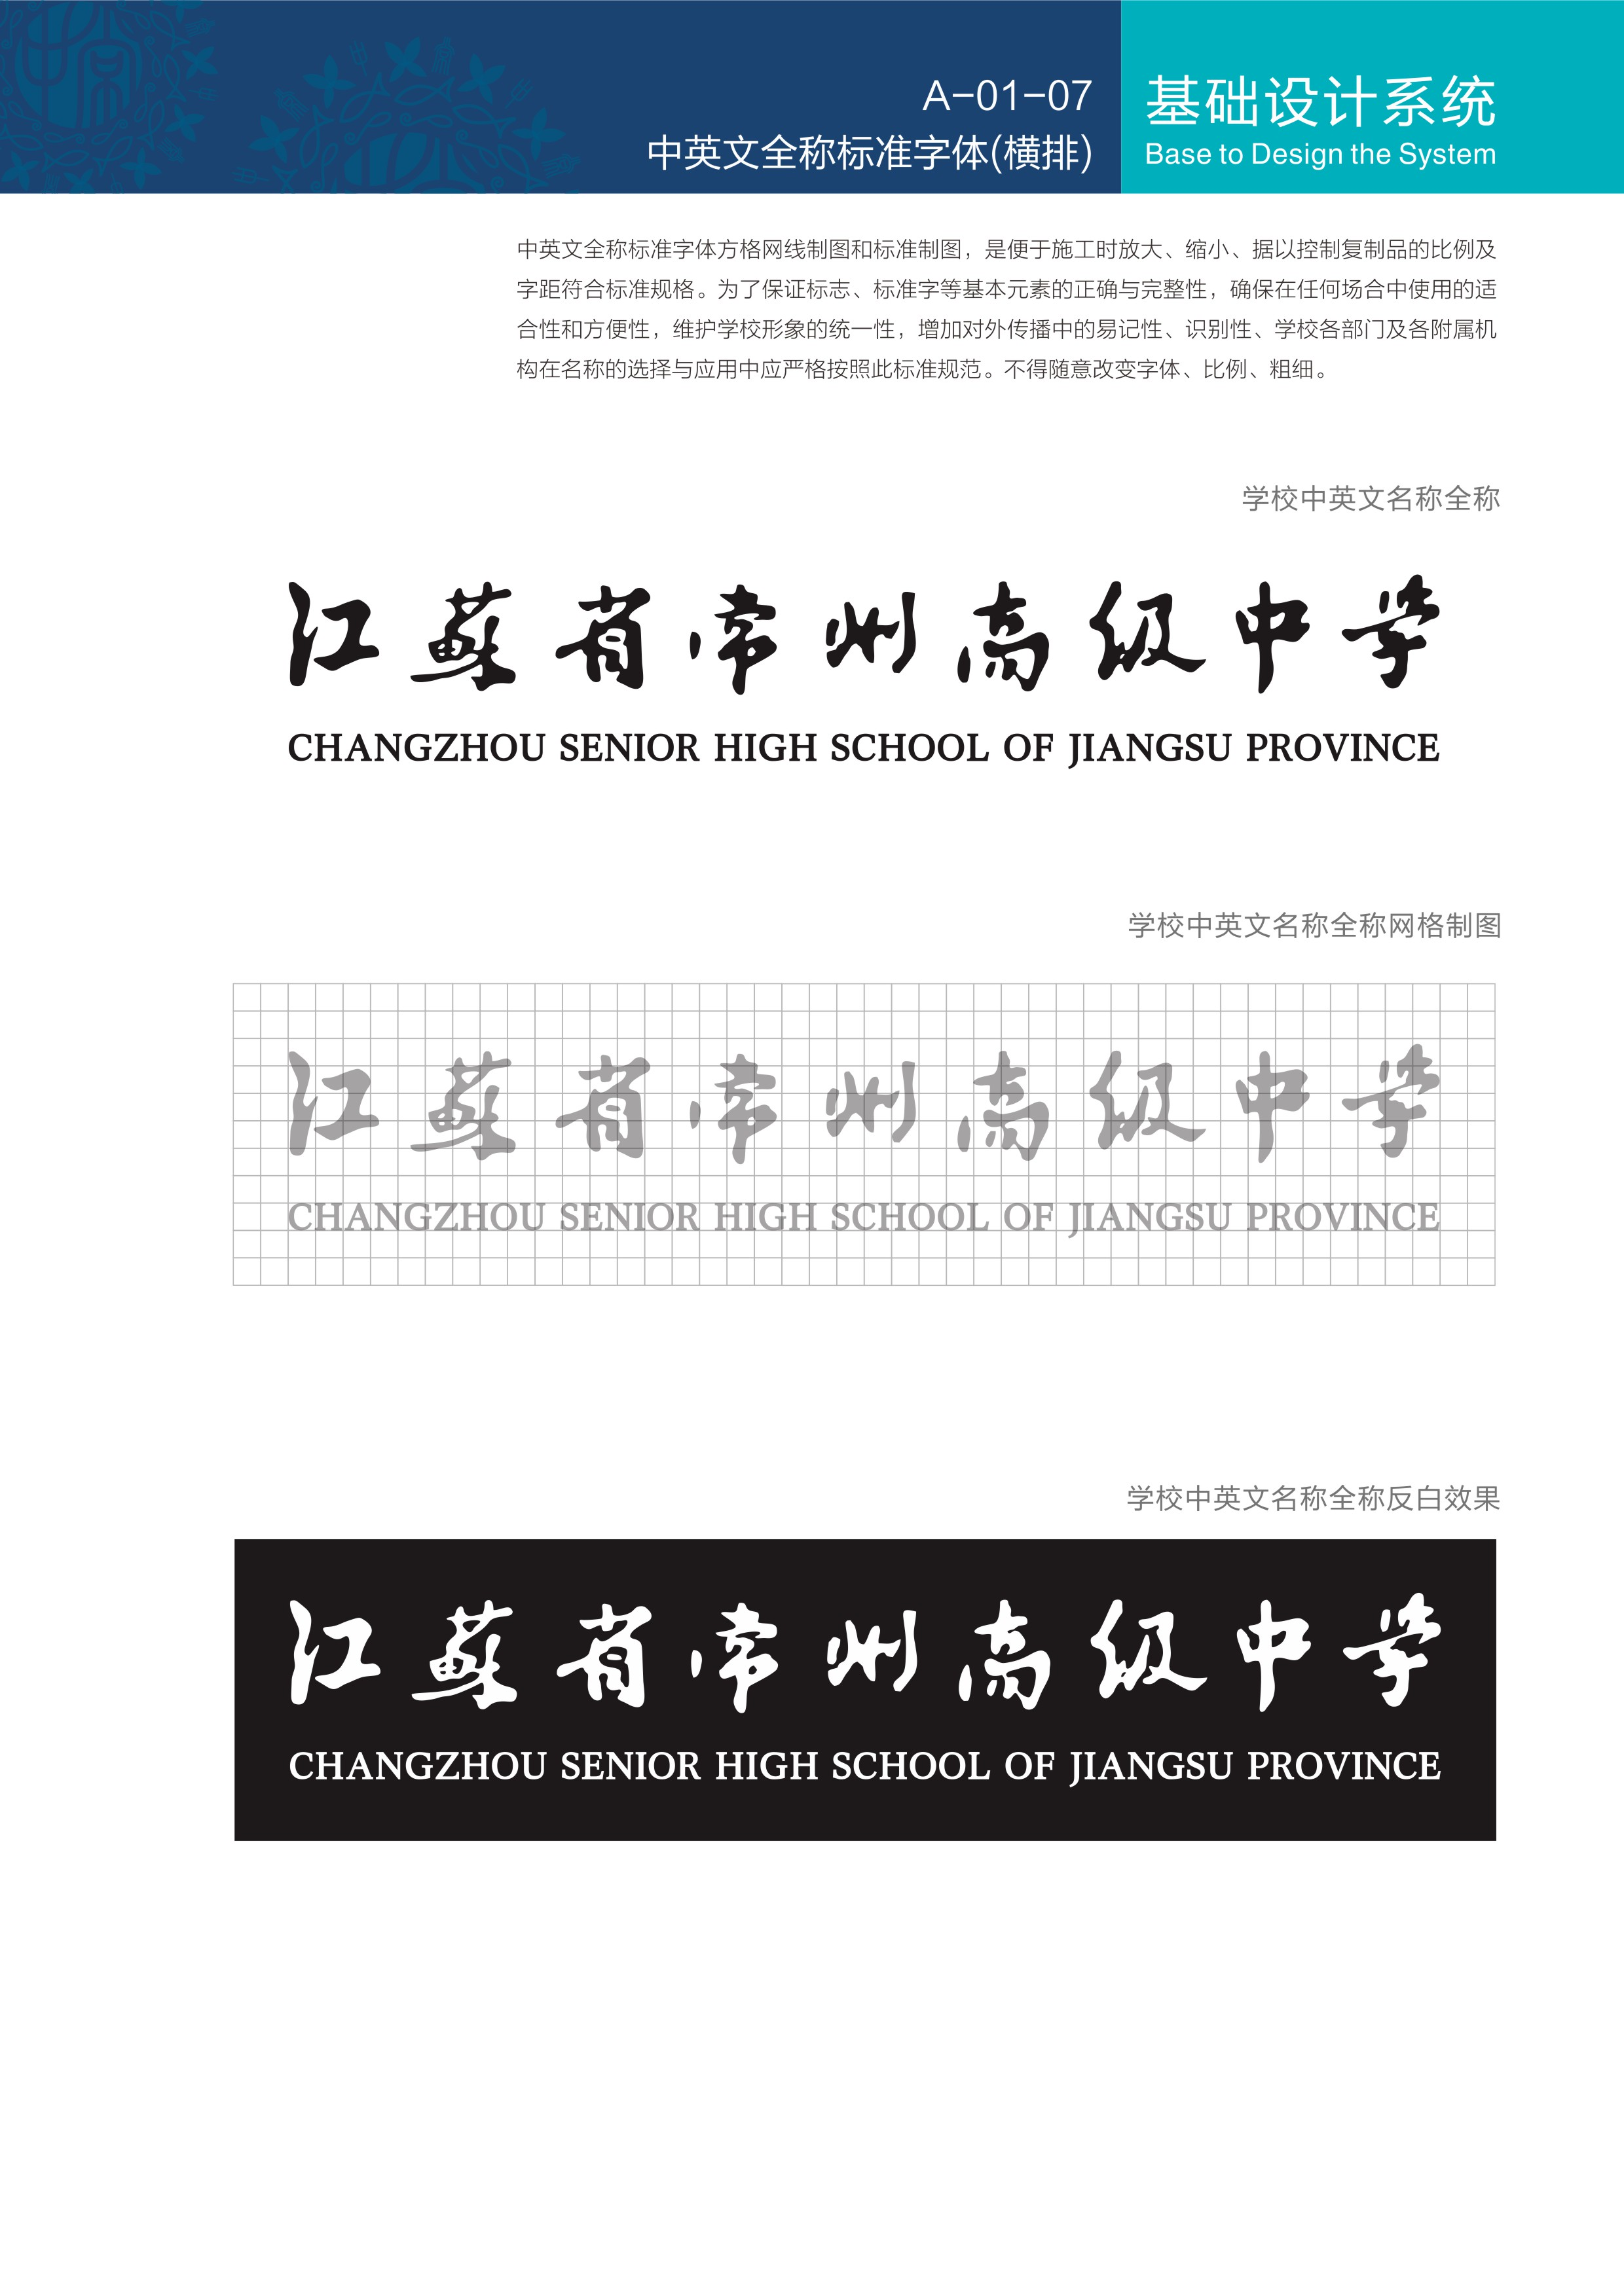 A-01-07
中英文全称标准字体(横排)
基础设计系统
Base to Design the System
中英文全称标准字体方格网线制图和标准制图，是便于施工时放大、缩小、据以控制复制品的比例及
字距符合标准规格。为了保证标志、标准字等基本元素的正确与完整性，确保在任何场合中使用的适
合性和方便性，维护学校形象的统一性，增加对外传播中的易记性、识别性、学校各部门及各附属机
构在名称的选择与应用中应严格按照此标准规范。不得随意改变字体、比例、粗细。
学校中英文名称全称
江蘇省常州高级中学
CHANGZHOU SENIOR HIGH SCHOOL OF JIANGSU PROVINCE
学校中英文名称全称网格制图
江蘇省常州高级中学
CHANGZHOU SENIOR HIGH SCHOOL OF JIANGSU PROVINCE
学校中英文名称全称反白效果
江蘇省常州高级中学
CHANGZHOU SENIOR HIGH SCHOOL OF JIANGSU PROVINCE